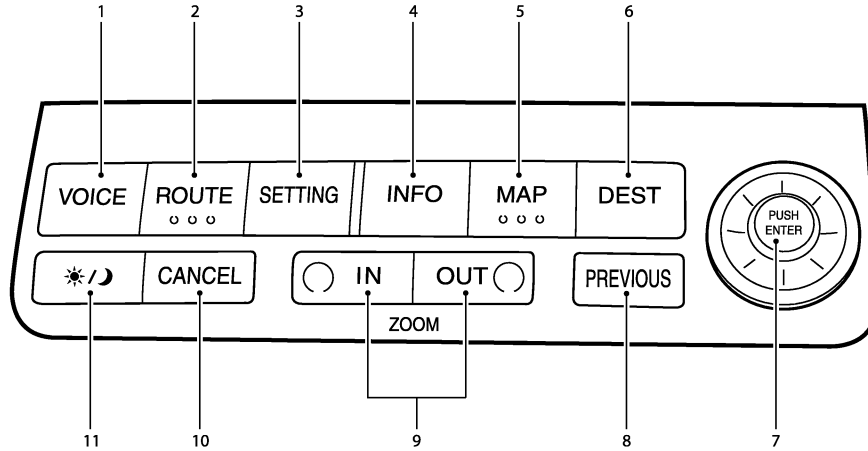 1 2 3 4 5 6
VOICE ROUTE SETTING INFO MAP DEST
PUSH
ENTER
CANCEL IN OUT PREVIOUS
ZOOM
11 10 9 8 7